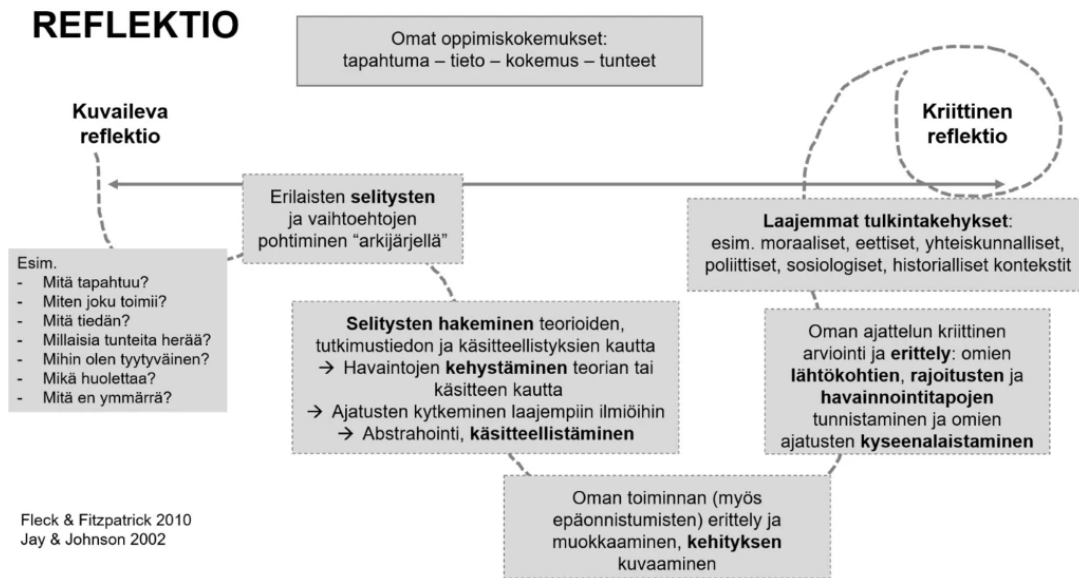 REFLEKTIO
Omat oppimiskokemukset:
tapahtuma – tieto – kokemus – tunteet
Kuvaileva
reflektio
Kriittinen
reflektio
Erilaisten selitysten
ja vaihtoehtojen
pohtiminen "arkijärjellä"
Laajemmat tulkintakehykset:
esim. moraaliset, eettiset, yhteiskunnalliset,
poliittiset, sosiologiset, historialliset kontekstit
Esim.
- Mitä tapahtuu?
- Miten joku toimii?
- Mitä tiedän?
- Millaisia tunteita herää?
- Mihin olen tyytyväinen?
- Mikä huolettaa?
- Mitä en ymmärrä?
Selitysten hakeminen teorioiden,
tutkimustiedon ja käsitteellistyksien kautta
→ Havaintojen kehystäminen teorian tai
käsitteen kautta
→ Ajatusten kytkeminen laajempiin ilmiöihin
→ Abstrahointi, käsitteellistäminen
Oman ajattelun kriittinen
arviointi ja erittely: omien
lähtökohtien, rajoitusten ja
havainnointitapojen
tunnistaminen ja omien
ajatusten kyseenalaistaminen
Oman toiminnan (myös
epäonnistumisten) erittely ja
muokkaaminen, kehityksen
kuvaaminen
Fleck & Fitzpatrick 2010
Jay & Johnson 2002